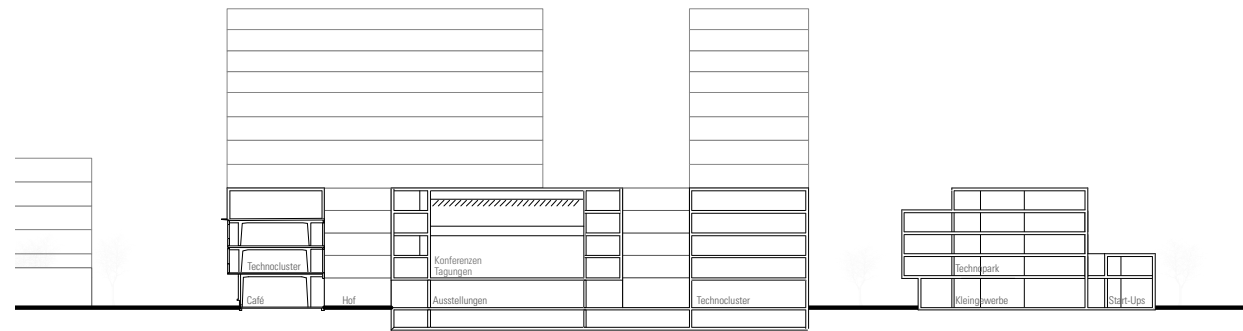 Konferenzen
Tagungen
Technocluster
Technopark
Café
Hof
Ausstellungen
Technocluster
Kleingewerbe
Start-Ups